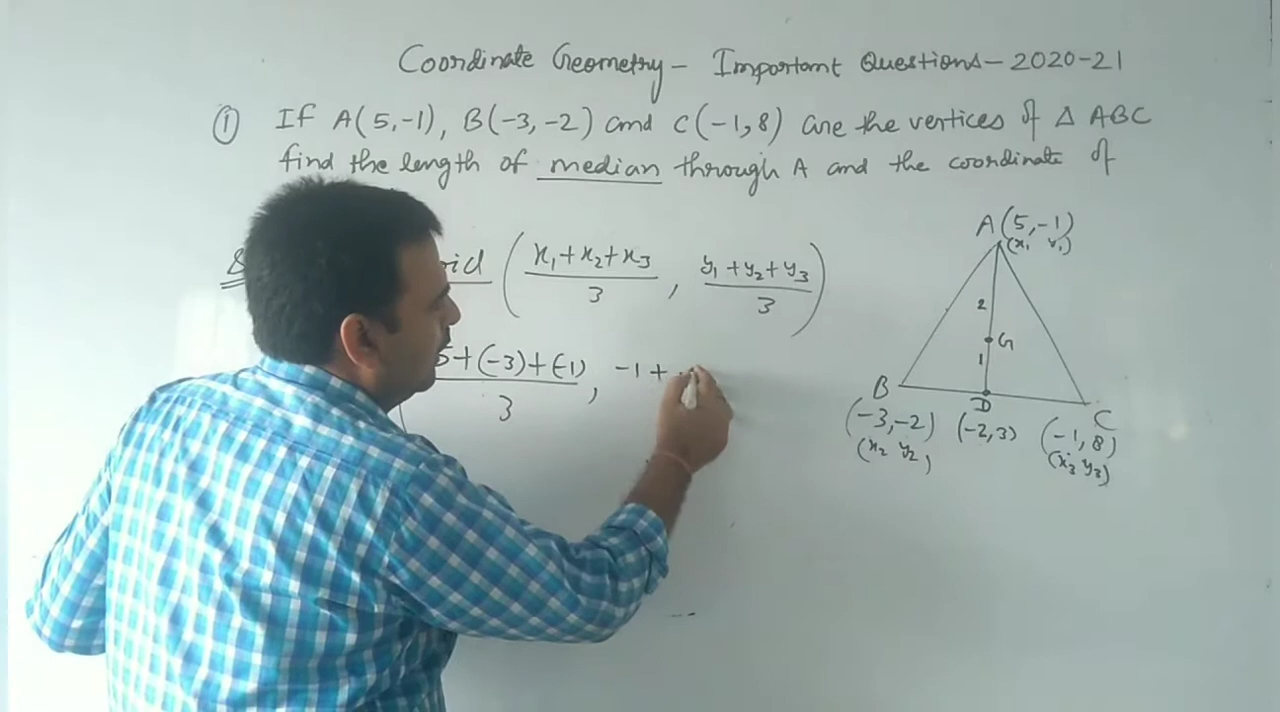 Coordinate Geometry - Important Questions - 2020-21
① If A(5,-1), B(-3,-2) and C(-1,8) are the vertices of Δ ABC
find the length of median through A and the coordinate of
(x₁+x₂+x₃/3, y₁+y₂+y₃/3)
5+(-3)+(-1)/3, -1+
A(5,-1)
(x₁ y₁)
2
G
1
B D C
(-3,-2) (-2,3) (-1,8)
(x₂ y₂) (x₃ y₃)